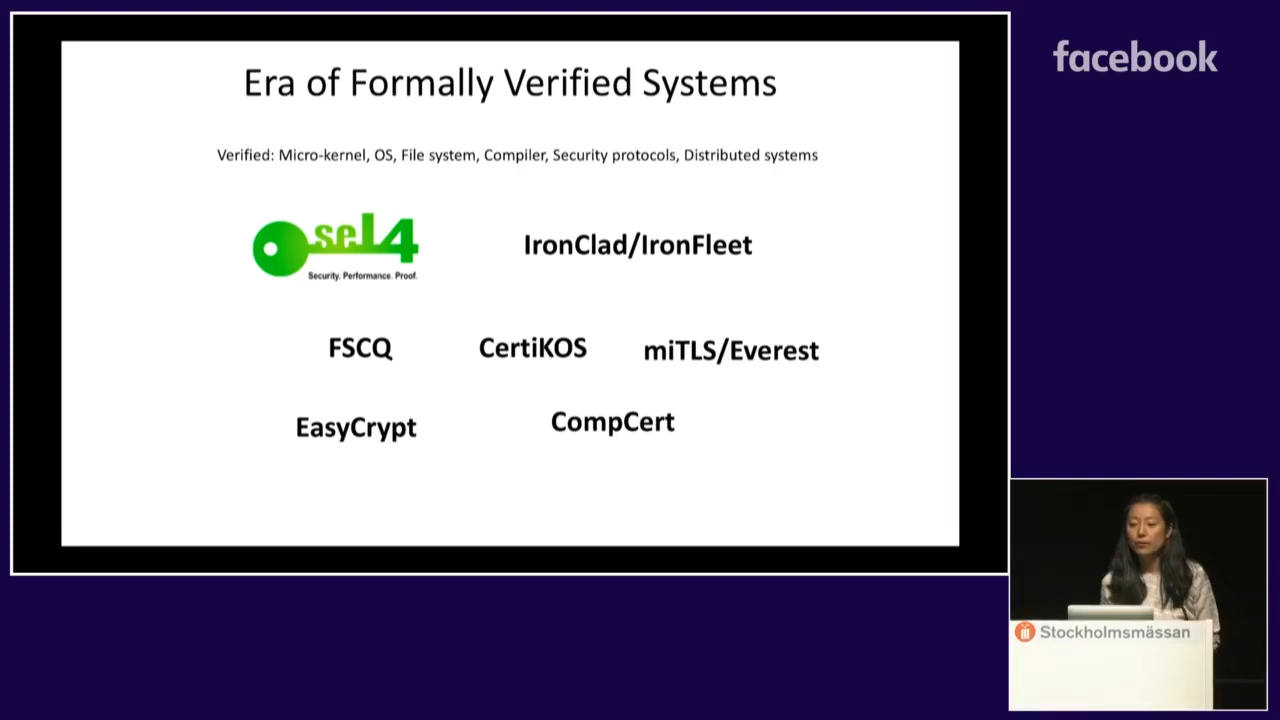 facebook
Era of Formally Verified Systems
Verified: Micro-kernel, OS, File system, Compiler, Security protocols, Distributed systems
seL4
Security. Performance. Proof.
IronClad/IronFleet
FSCQ
CertiKOS
miTLS/Everest
EasyCrypt
CompCert
Stockholmsmässan